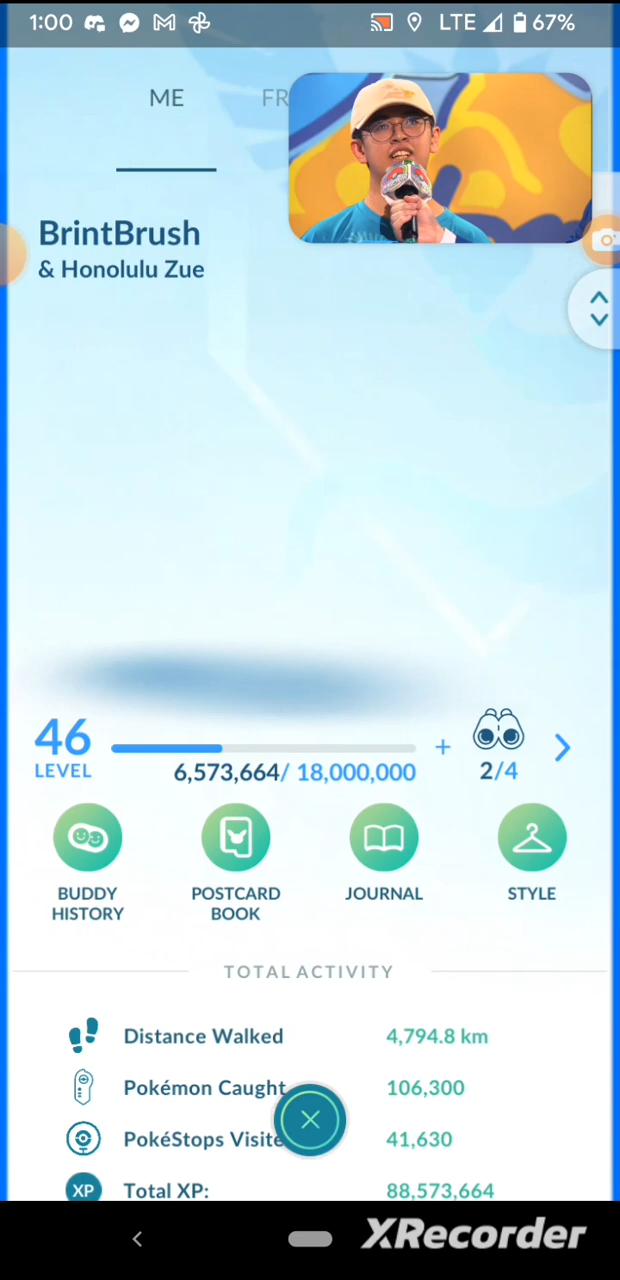 1:00 LTE 67%
ME FR
BrintBrush
& Honolulu Zue
46
LEVEL
6,573,664/ 18,000,000
+
2/4
BUDDY
HISTORY
POSTCARD
BOOK
JOURNAL
STYLE
TOTAL ACTIVITY
Distance Walked 4,794.8 km
Pokémon Caught 106,300
PokéStops Visite 41,630
XP Total XP: 88,573,664
XRecorder